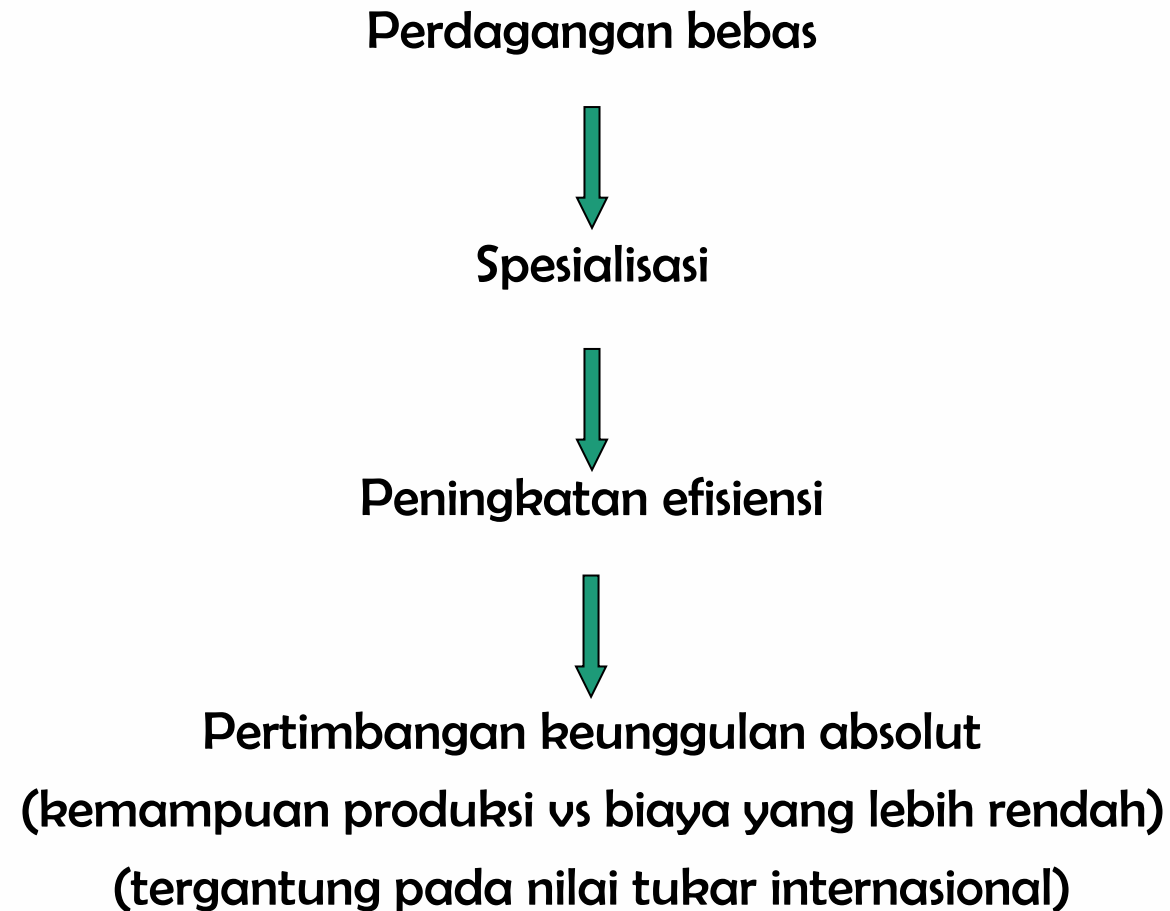 Perdagangan bebas
Spesialisasi
Peningkatan efisiensi
Pertimbangan keunggulan absolut
(kemampuan produksi vs biaya yang lebih rendah)
(tergantung pada nilai tukar internasional)